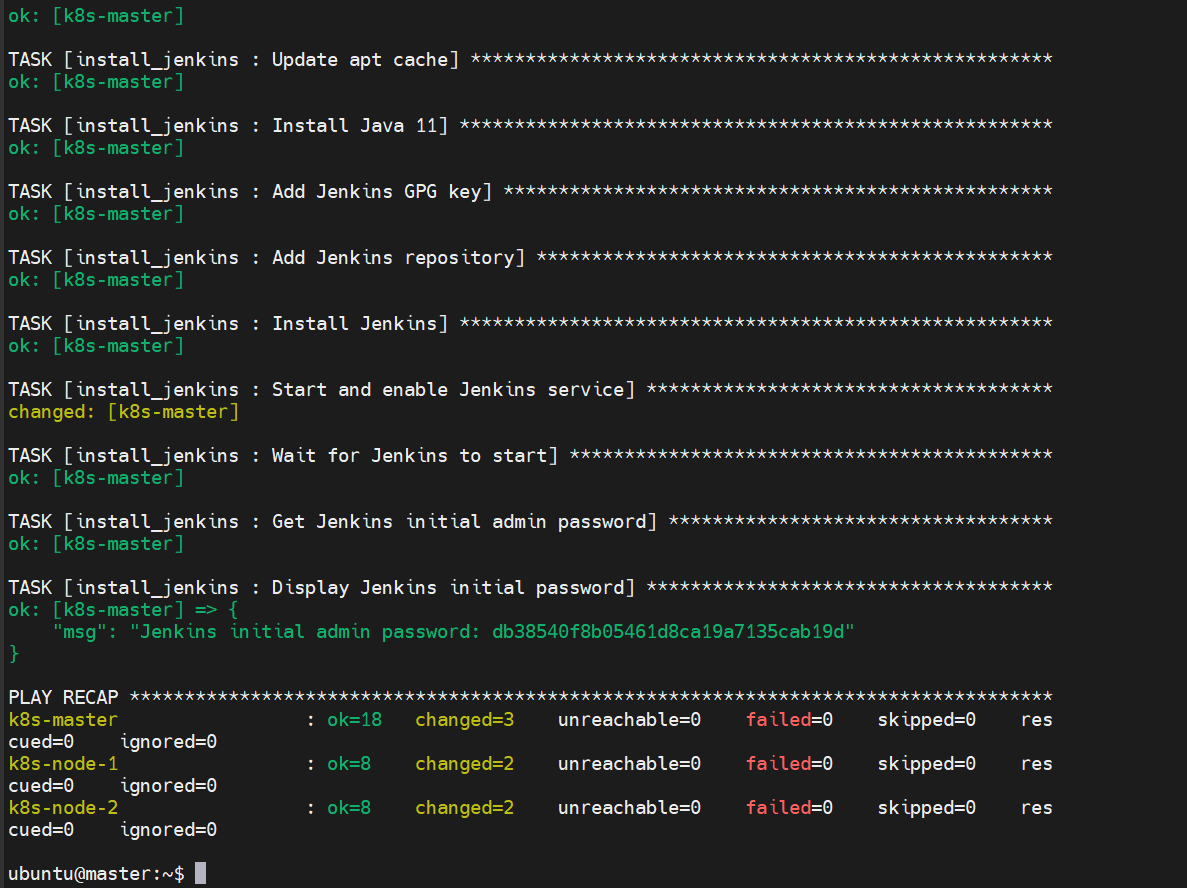 ok: [k8s-master]
TASK [install_jenkins : Update apt cache] *****************************************************
ok: [k8s-master]
TASK [install_jenkins : Install Java 11] ******************************************************
ok: [k8s-master]
TASK [install_jenkins : Add Jenkins GPG key] **************************************************
ok: [k8s-master]
TASK [install_jenkins : Add Jenkins repository] ***********************************************
ok: [k8s-master]
TASK [install_jenkins : Install Jenkins] ******************************************************
ok: [k8s-master]
TASK [install_jenkins : Start and enable Jenkins service] *************************************
changed: [k8s-master]
TASK [install_jenkins : Wait for Jenkins to start] ********************************************
ok: [k8s-master]
TASK [install_jenkins : Get Jenkins initial admin password] ***********************************
ok: [k8s-master]
TASK [install_jenkins : Display Jenkins initial password] *************************************
ok: [k8s-master] => {
    "msg": "Jenkins initial admin password: db38540f8b05461d8ca19a7135cab19d"
}
PLAY RECAP ************************************************************************************
k8s-master                 : ok=18   changed=3    unreachable=0    failed=0    skipped=0    res
cued=0    ignored=0
k8s-node-1                 : ok=8    changed=2    unreachable=0    failed=0    skipped=0    res
cued=0    ignored=0
k8s-node-2                 : ok=8    changed=2    unreachable=0    failed=0    skipped=0    res
cued=0    ignored=0
ubuntu@master:~$